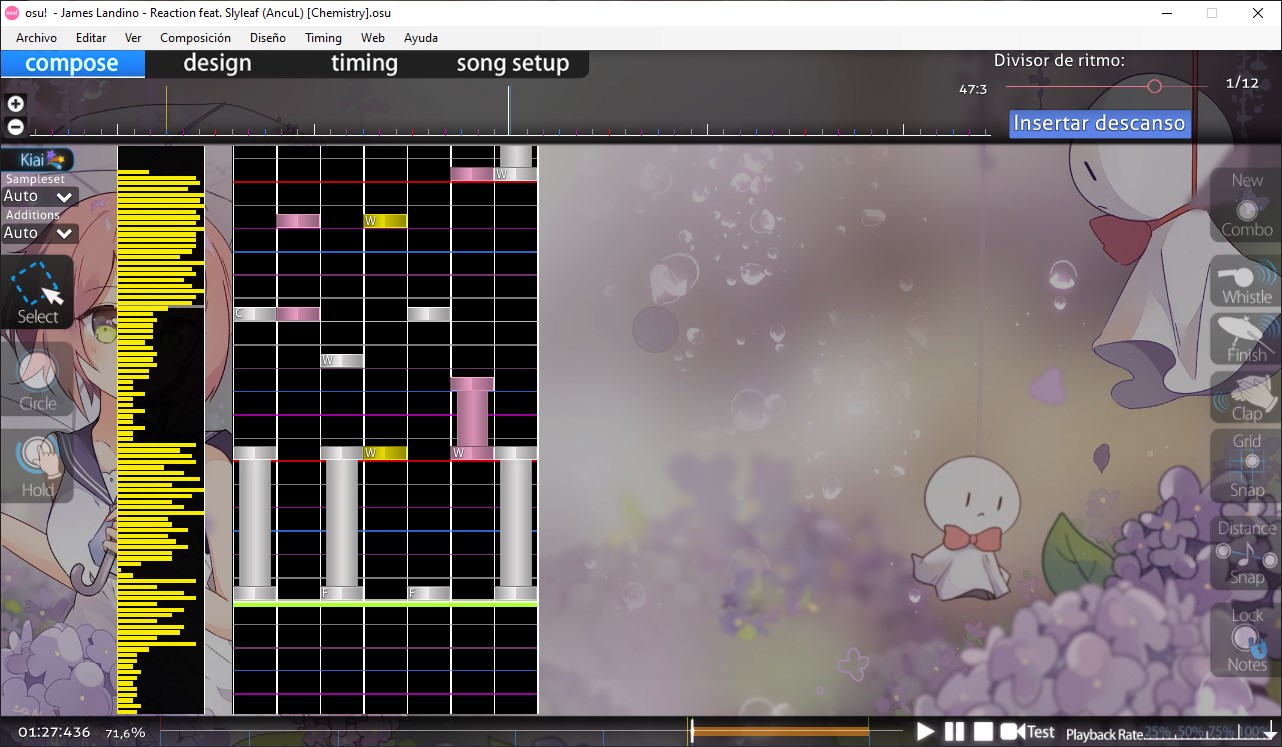 osu! - James Landino - Reaction feat. Slyleaf (AncuL) [Chemistry].osu
Archivo Editar Ver Composición Diseño Timing Web Ayuda
compose design timing song setup
Divisor de ritmo:
47:3
1/12
Insertar descanso
Kiai
Sampleset
Auto
Additions
Auto
Select
Circle
Hold
W
W
C
W
W
W
F
F
New
Combo
Whistle
Finish
Clap
Grid
Snap
Distance
Snap
Lock
Notes
01:27:436 71,6%
Test
Playback Rate
25% 50% 75% 100%